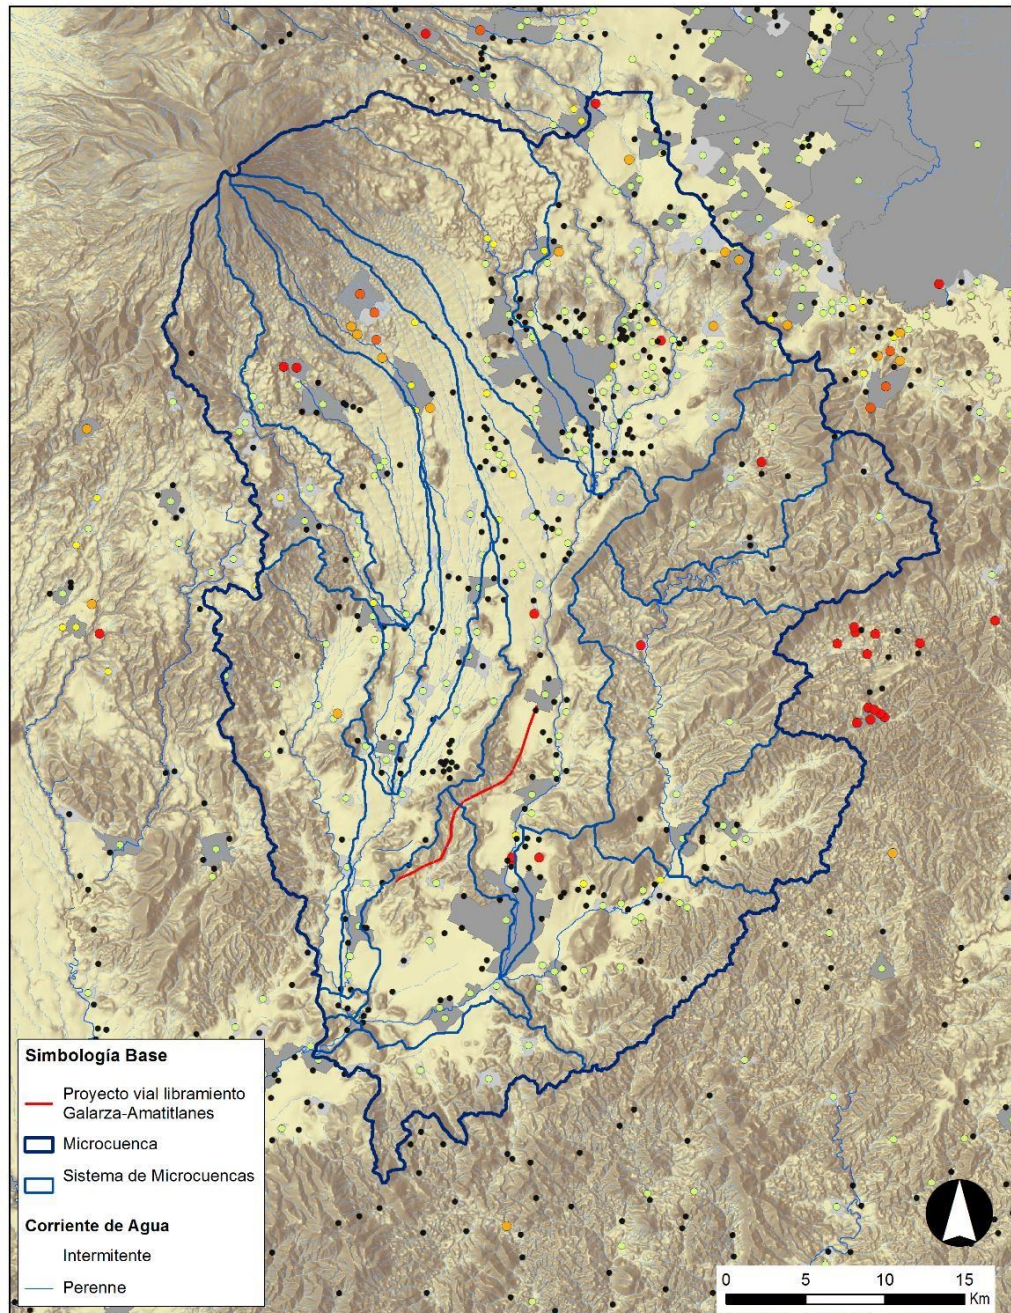 Simbología Base
Proyecto vial libramiento
Galarza-Amatitlanes
Microcuenca
Sistema de Microcuencas
Corriente de Agua
Intermitente
Perenne
0 5 10 15
Km